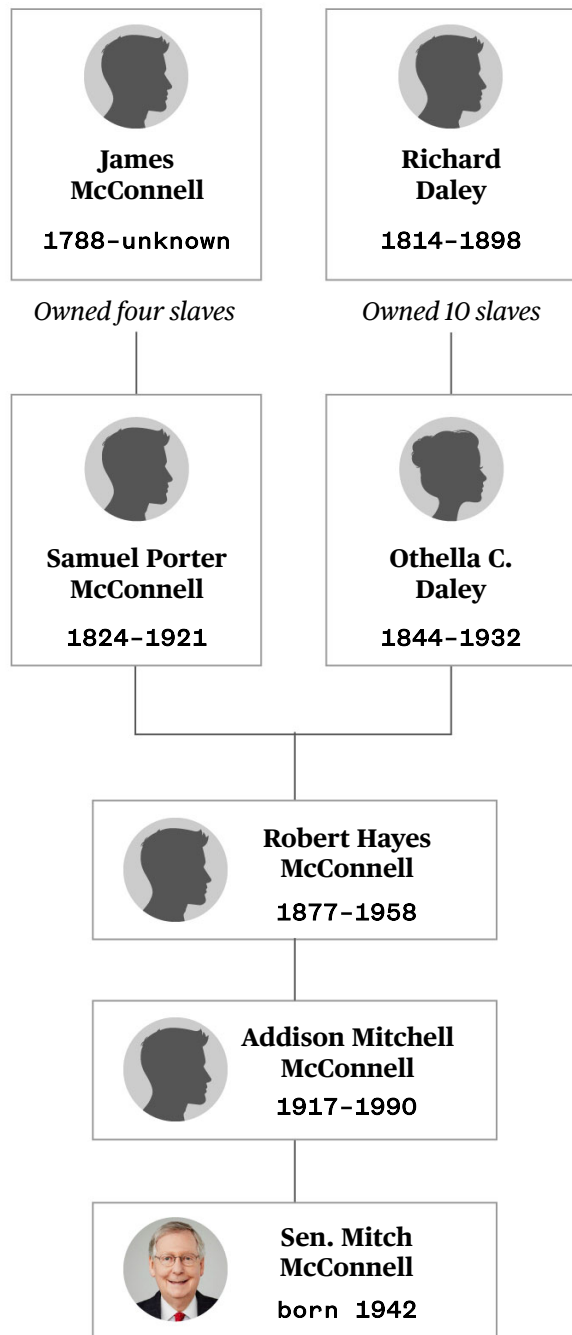 James
McConnell
1788–unknown
Owned four slaves
Richard
Daley
1814–1898
Owned 10 slaves
Samuel Porter
McConnell
1824–1921
Othella C.
Daley
1844–1932
Robert Hayes
McConnell
1877–1958
Addison Mitchell
McConnell
1917–1990
Sen. Mitch
McConnell
born 1942